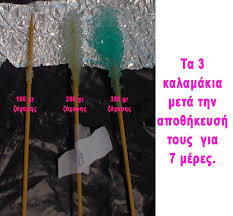 100 gr
ζάχαρης
200 gr
ζάχαρης
300 gr
ζάχαρης
Τα 3
καλαμάκια
μετά την
αποθήκευσή
τους για
7 μέρες.